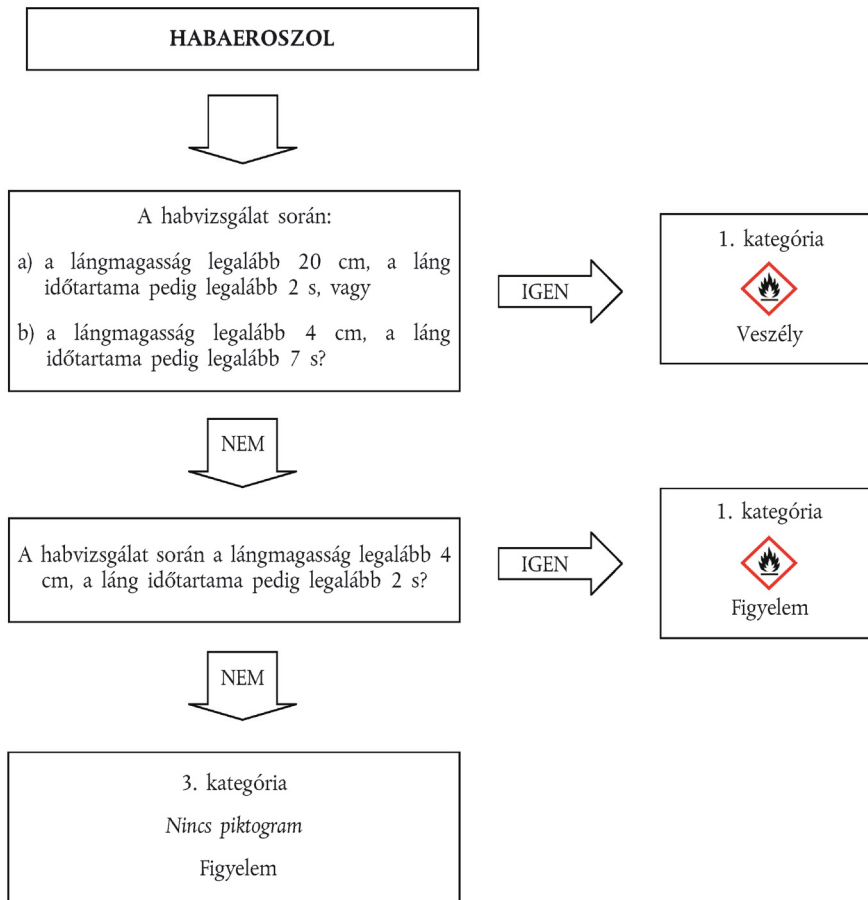 HABAEROSZOL
A habvizsgálat során:
a) a lángmagasság legalább 20 cm, a láng
időtartama pedig legalább 2 s, vagy
b) a lángmagasság legalább 4 cm, a láng
időtartama pedig legalább 7 s?
IGEN
1. kategória
Veszély
NEM
A habvizsgálat során a lángmagasság legalább 4
cm, a láng időtartama pedig legalább 2 s?
IGEN
1. kategória
Figyelem
NEM
3. kategória
Nincs piktogram
Figyelem